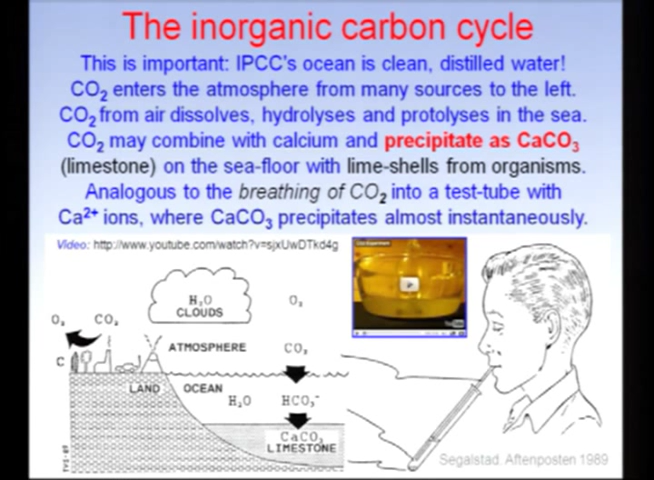 The inorganic carbon cycle
This is important: IPCC's ocean is clean, distilled water!
CO₂ enters the atmosphere from many sources to the left.
CO₂ from air dissolves, hydrolyses and protolyses in the sea.
CO₂ may combine with calcium and precipitate as CaCO₃
(limestone) on the sea-floor with lime-shells from organisms.
Analogous to the breathing of CO₂ into a test-tube with
Ca²⁺ ions, where CaCO₃ precipitates almost instantaneously.
Video: http://www.youtube.com/watch?v=sjxUwDTkd4g
H₂O
CLOUDS
O₂
O₂
CO₂
ATMOSPHERE
CO₂
C
LAND
OCEAN
H₂O
HCO₃⁻
CaCO₃
LIMESTONE
Segalstad. Aftenposten 1989